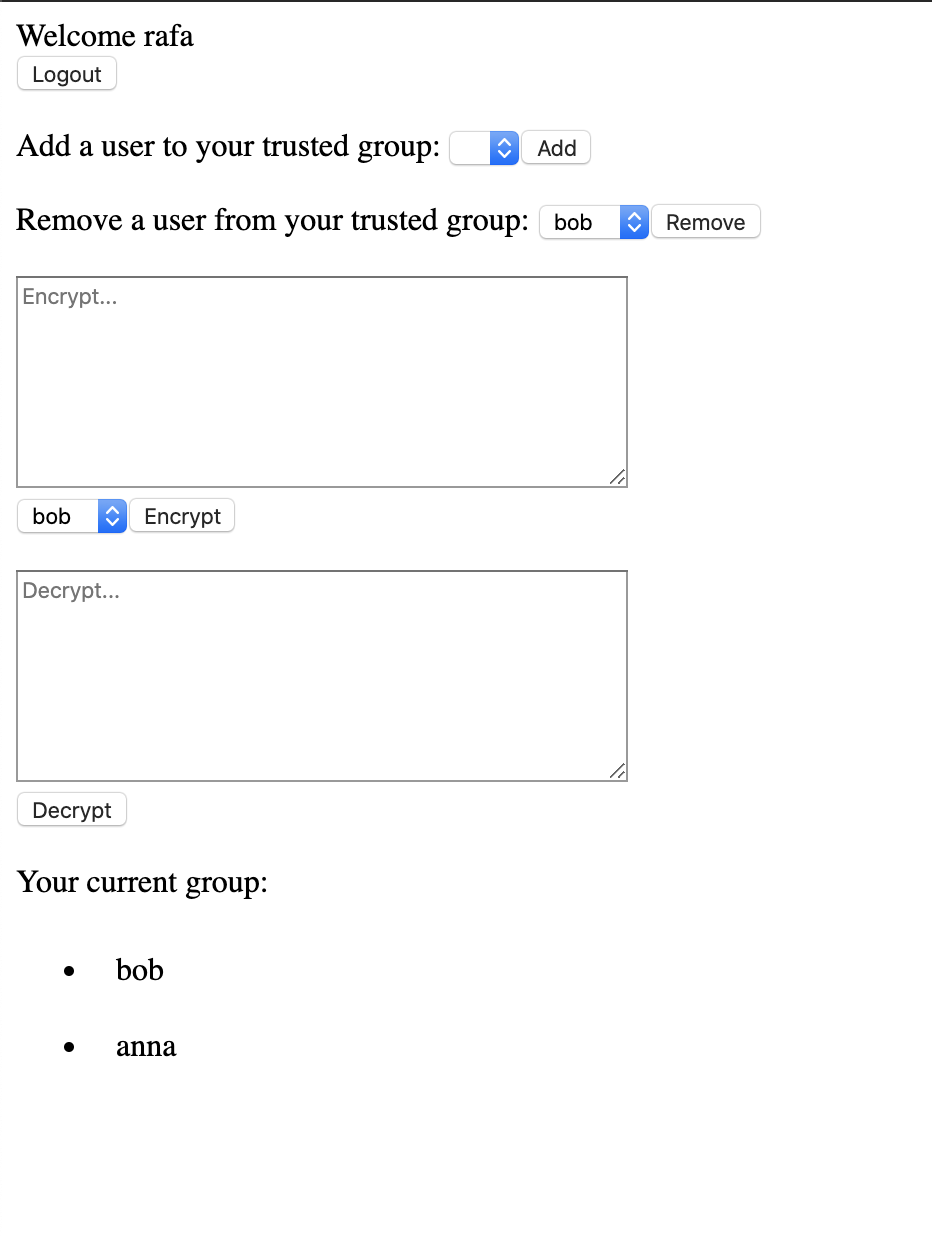 Welcome rafa
Logout
Add a user to your trusted group: Add
Remove a user from your trusted group: bob Remove
Encrypt...
bob Encrypt
Decrypt...
Decrypt
Your current group:
• bob
• anna